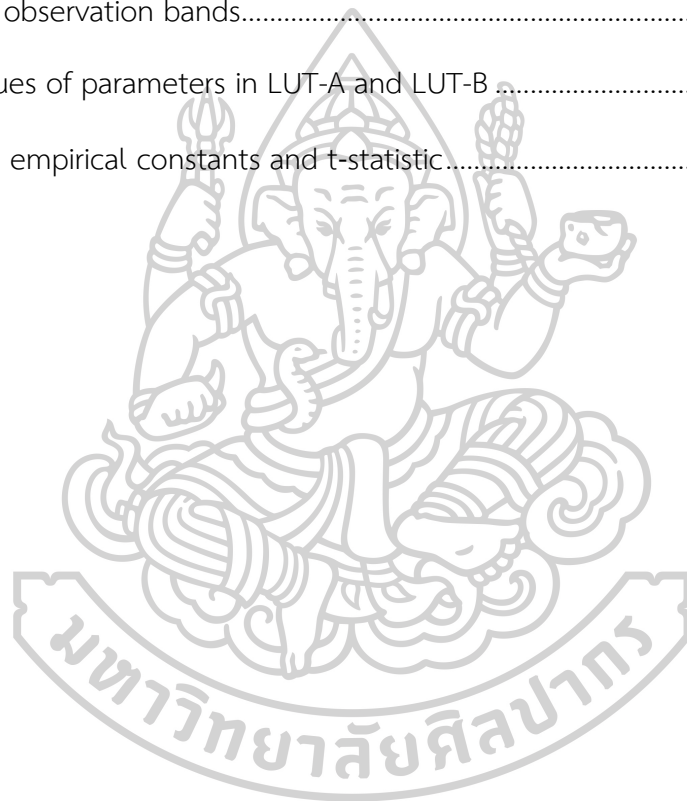 observation bands
ues of parameters in LUT-A and LUT-B
empirical constants and t-statistic
มหาวิทยาลัยศิลปากร